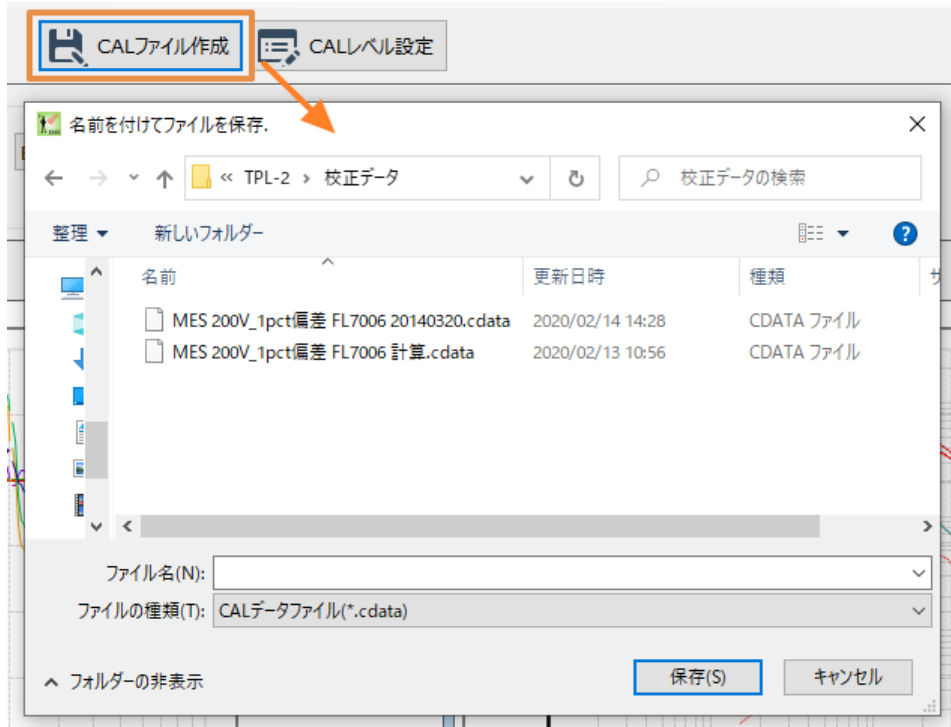 CALファイル作成 CALレベル設定
名前を付けてファイルを保存.
« TPL-2 › 校正データ 校正データの検索
整理 新しいフォルダー
名前 更新日時 種類
MES 200V_1pct偏差 FL7006 20140320.cdata 2020/02/14 14:28 CDATA ファイル
MES 200V_1pct偏差 FL7006 計算.cdata 2020/02/13 10:56 CDATA ファイル
ファイル名(N):
ファイルの種類(T): CALデータファイル(*.cdata)
フォルダーの非表示 保存(S) キャンセル